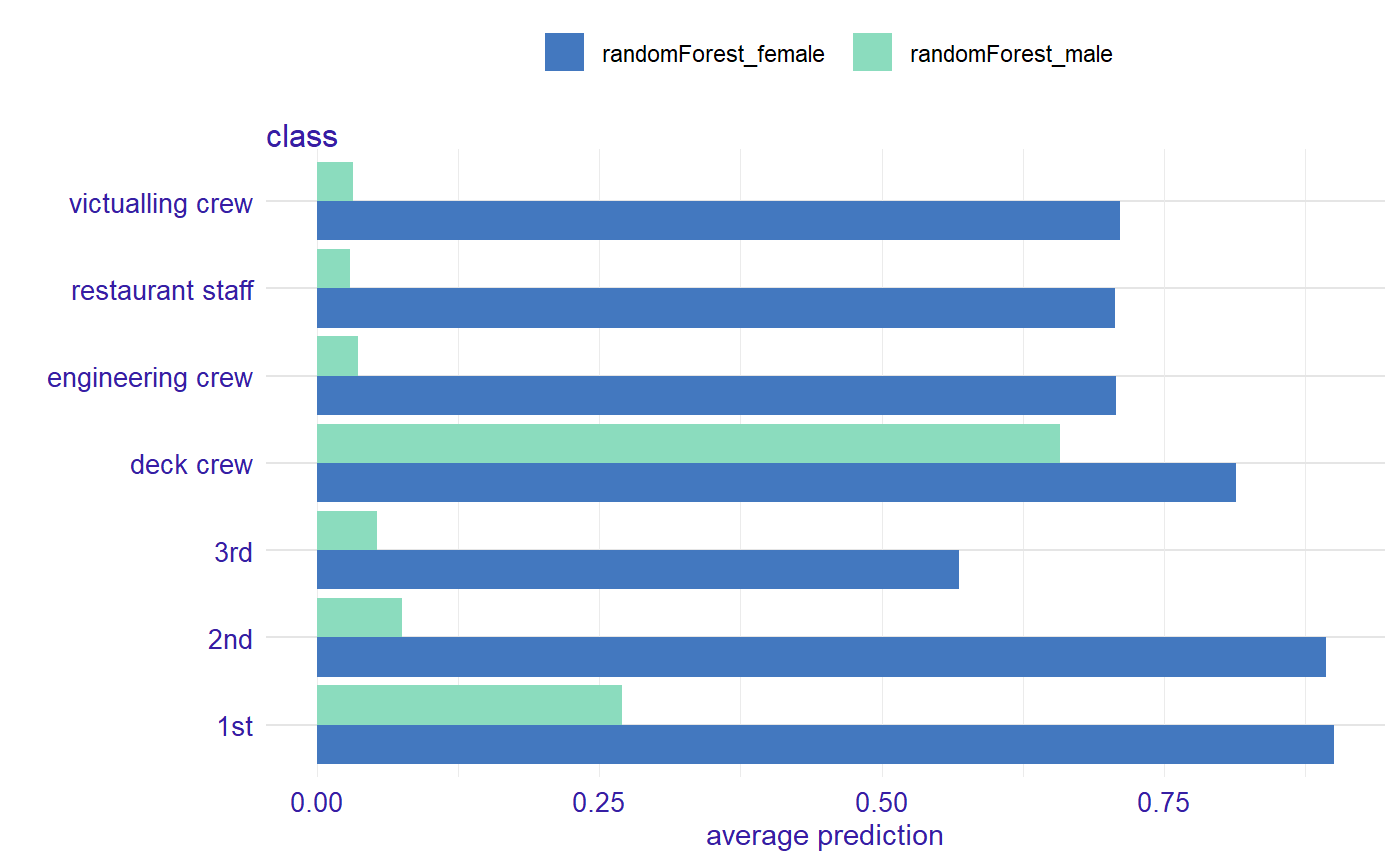 randomForest_female randomForest_male
class
victualling crew
restaurant staff
engineering crew
deck crew
3rd
2nd
1st
0.00 0.25 0.50 0.75
average prediction